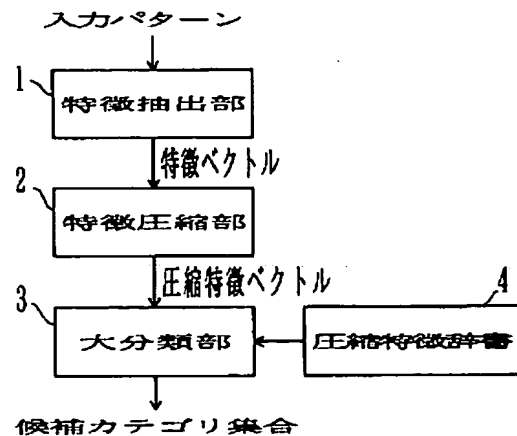 入力パターン
1
特徴抽出部
特徴ベクトル
2
特徴圧縮部
圧縮特徴ベクトル
3
大分類部
4
圧縮特徴辞書
候補カテゴリ集合